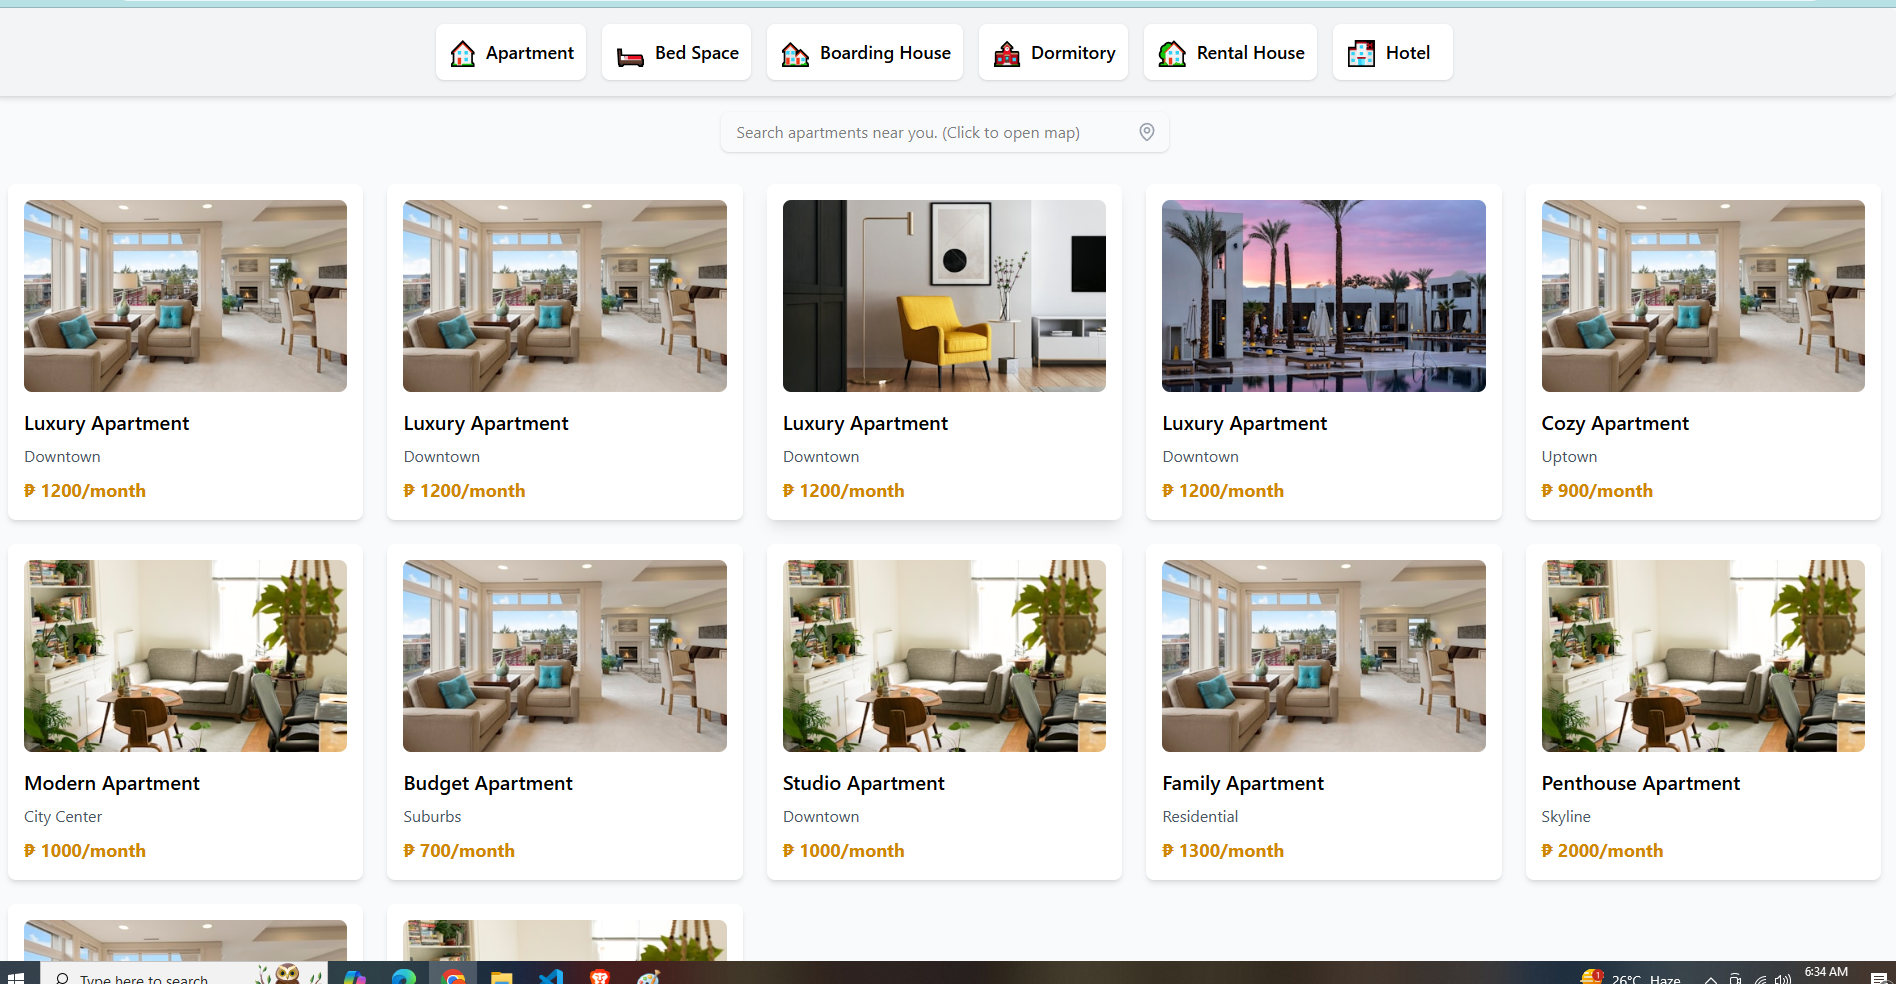 Apartment
Bed Space
Boarding House
Dormitory
Rental House
Hotel
Search apartments near you. (Click to open map)
Luxury Apartment
Downtown
₱ 1200/month
Luxury Apartment
Downtown
₱ 1200/month
Luxury Apartment
Downtown
₱ 1200/month
Luxury Apartment
Downtown
₱ 1200/month
Cozy Apartment
Uptown
₱ 900/month
Modern Apartment
City Center
₱ 1000/month
Budget Apartment
Suburbs
₱ 700/month
Studio Apartment
Downtown
₱ 1000/month
Family Apartment
Residential
₱ 1300/month
Penthouse Apartment
Skyline
₱ 2000/month
Type here to search
1
26°C Haze
6:34 AM